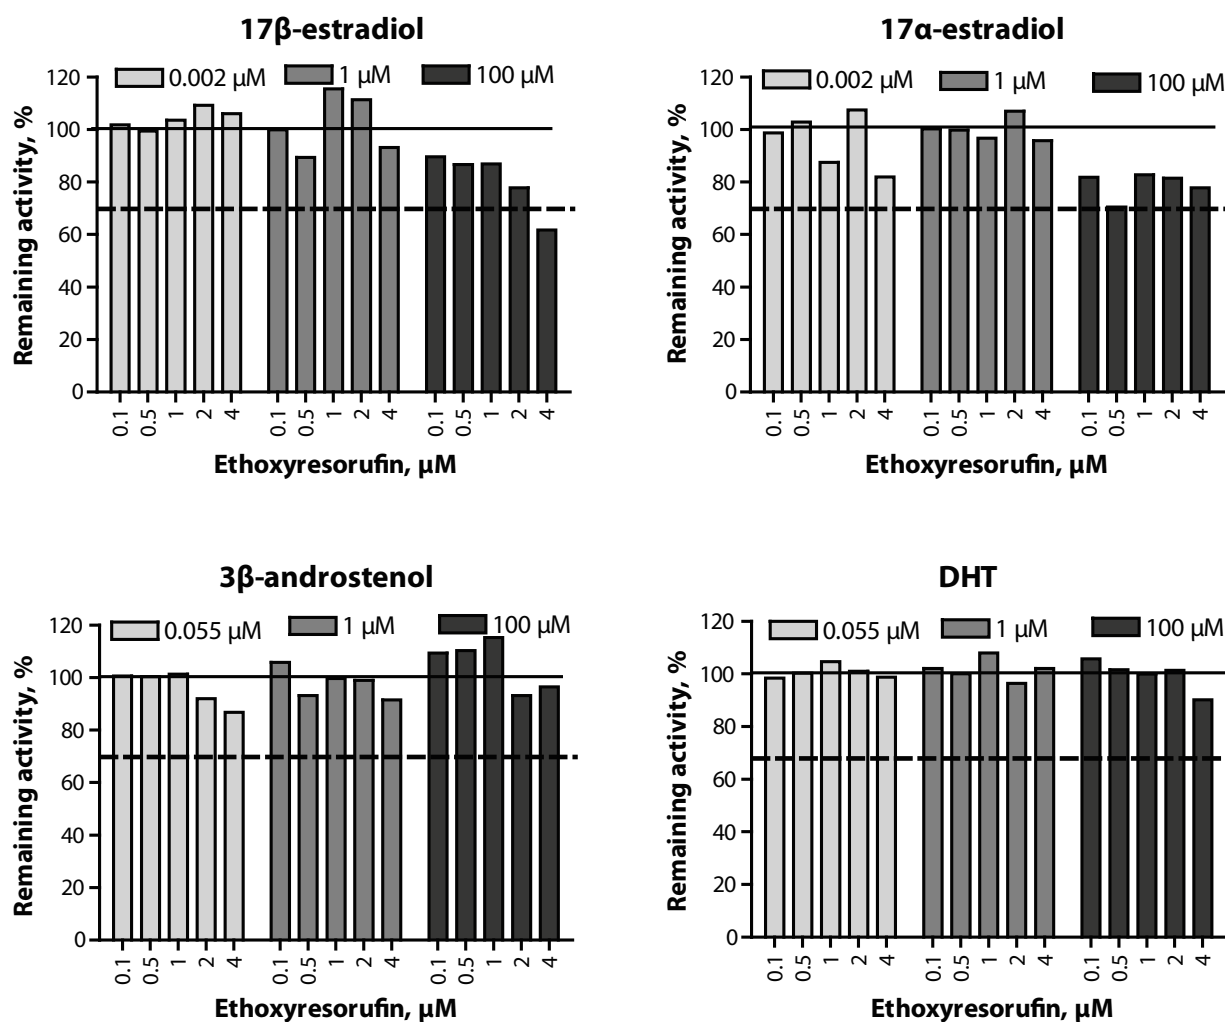 17β-estradiol
0.002 μM 1 μM 100 μM
Remaining activity, %
120
100
80
60
40
20
0
0.1 0.5 1 2 4 0.1 0.5 1 2 4 0.1 0.5 1 2 4
Ethoxyresorufin, μM
17α-estradiol
0.002 μM 1 μM 100 μM
Remaining activity, %
120
100
80
60
40
20
0
0.1 0.5 1 2 4 0.1 0.5 1 2 4 0.1 0.5 1 2 4
Ethoxyresorufin, μM
3β-androstenol
0.055 μM 1 μM 100 μM
Remaining activity, %
120
100
80
60
40
20
0
0.1 0.5 1 2 4 0.1 0.5 1 2 4 0.1 0.5 1 2 4
Ethoxyresorufin, μM
DHT
0.055 μM 1 μM 100 μM
Remaining activity, %
120
100
80
60
40
20
0
0.1 0.5 1 2 4 0.1 0.5 1 2 4 0.1 0.5 1 2 4
Ethoxyresorufin, μM